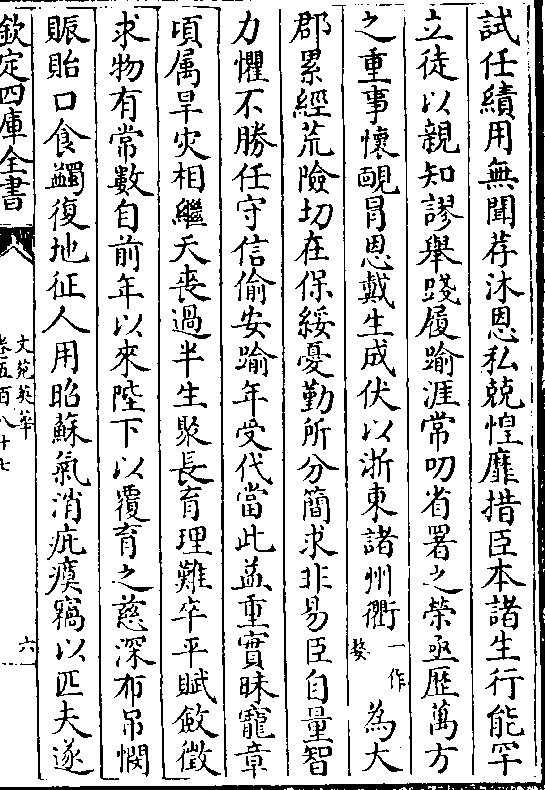 試任績用無聞荐沐恩私兢惶靡措臣本諸生行能罕
立徒以親知謬舉踐履踰涯常叨省署之榮亟歴萬方
之重事懷覥冒恩戴生成伏以浙東諸州衢一作婺為大
郡累經荒險切在保綏憂勤所分簡求非易臣自量智
力懼不勝任守信偷安踰年受代當此益重實昧寵章
頃属旱灾相繼天喪過半生聚長育理難卒平賦斂徴
求物有常數自前年以來陛下以覆育之慈深布吊憫
賑貽口食蠲復地征人用昭蘇氣消疵癘竊以匹夫遂
欽定四庫全書
文苑英華
卷五百八十七
六